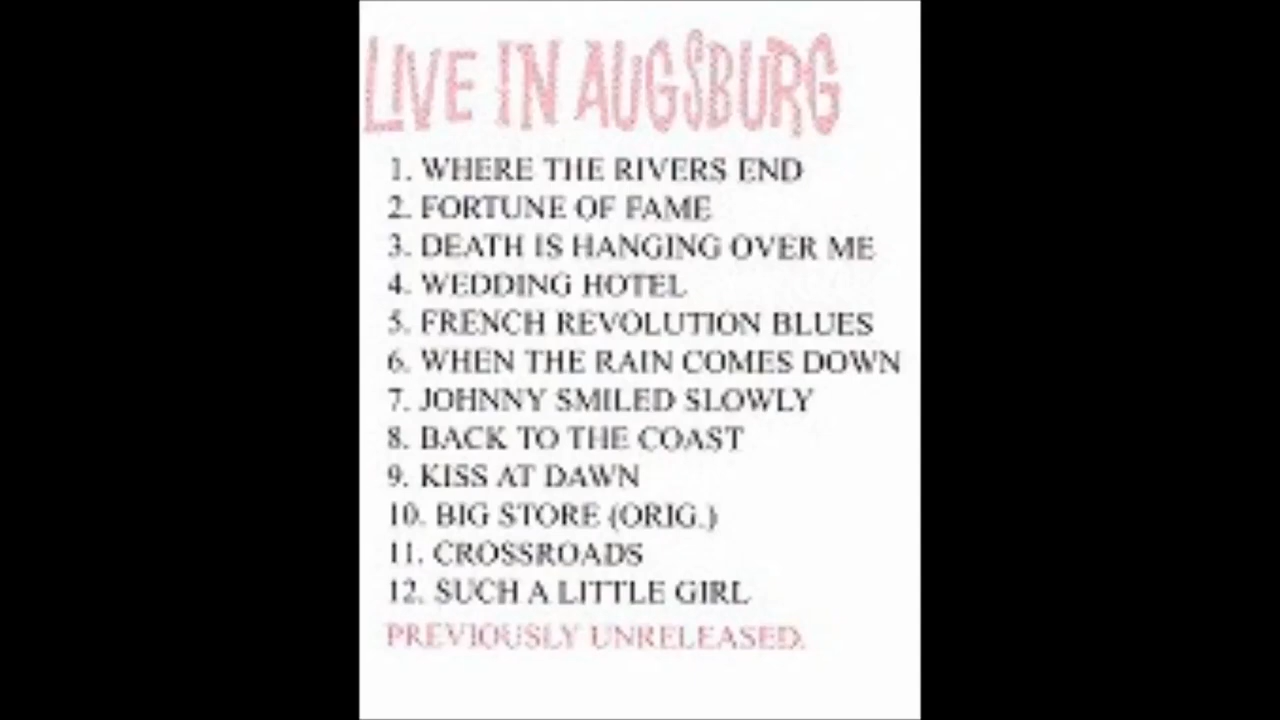 LIVE IN AUGSBURG
1. WHERE THE RIVERS END
2. FORTUNE OF FAME
3. DEATH IS HANGING OVER ME
4. WEDDING HOTEL
5. FRENCH REVOLUTION BLUES
6. WHEN THE RAIN COMES DOWN
7. JOHNNY SMILED SLOWLY
8. BACK TO THE COAST
9. KISS AT DAWN
10. BIG STORE (ORIG.)
11. CROSSROADS
12. SUCH A LITTLE GIRL
PREVIOUSLY UNRELEASED.